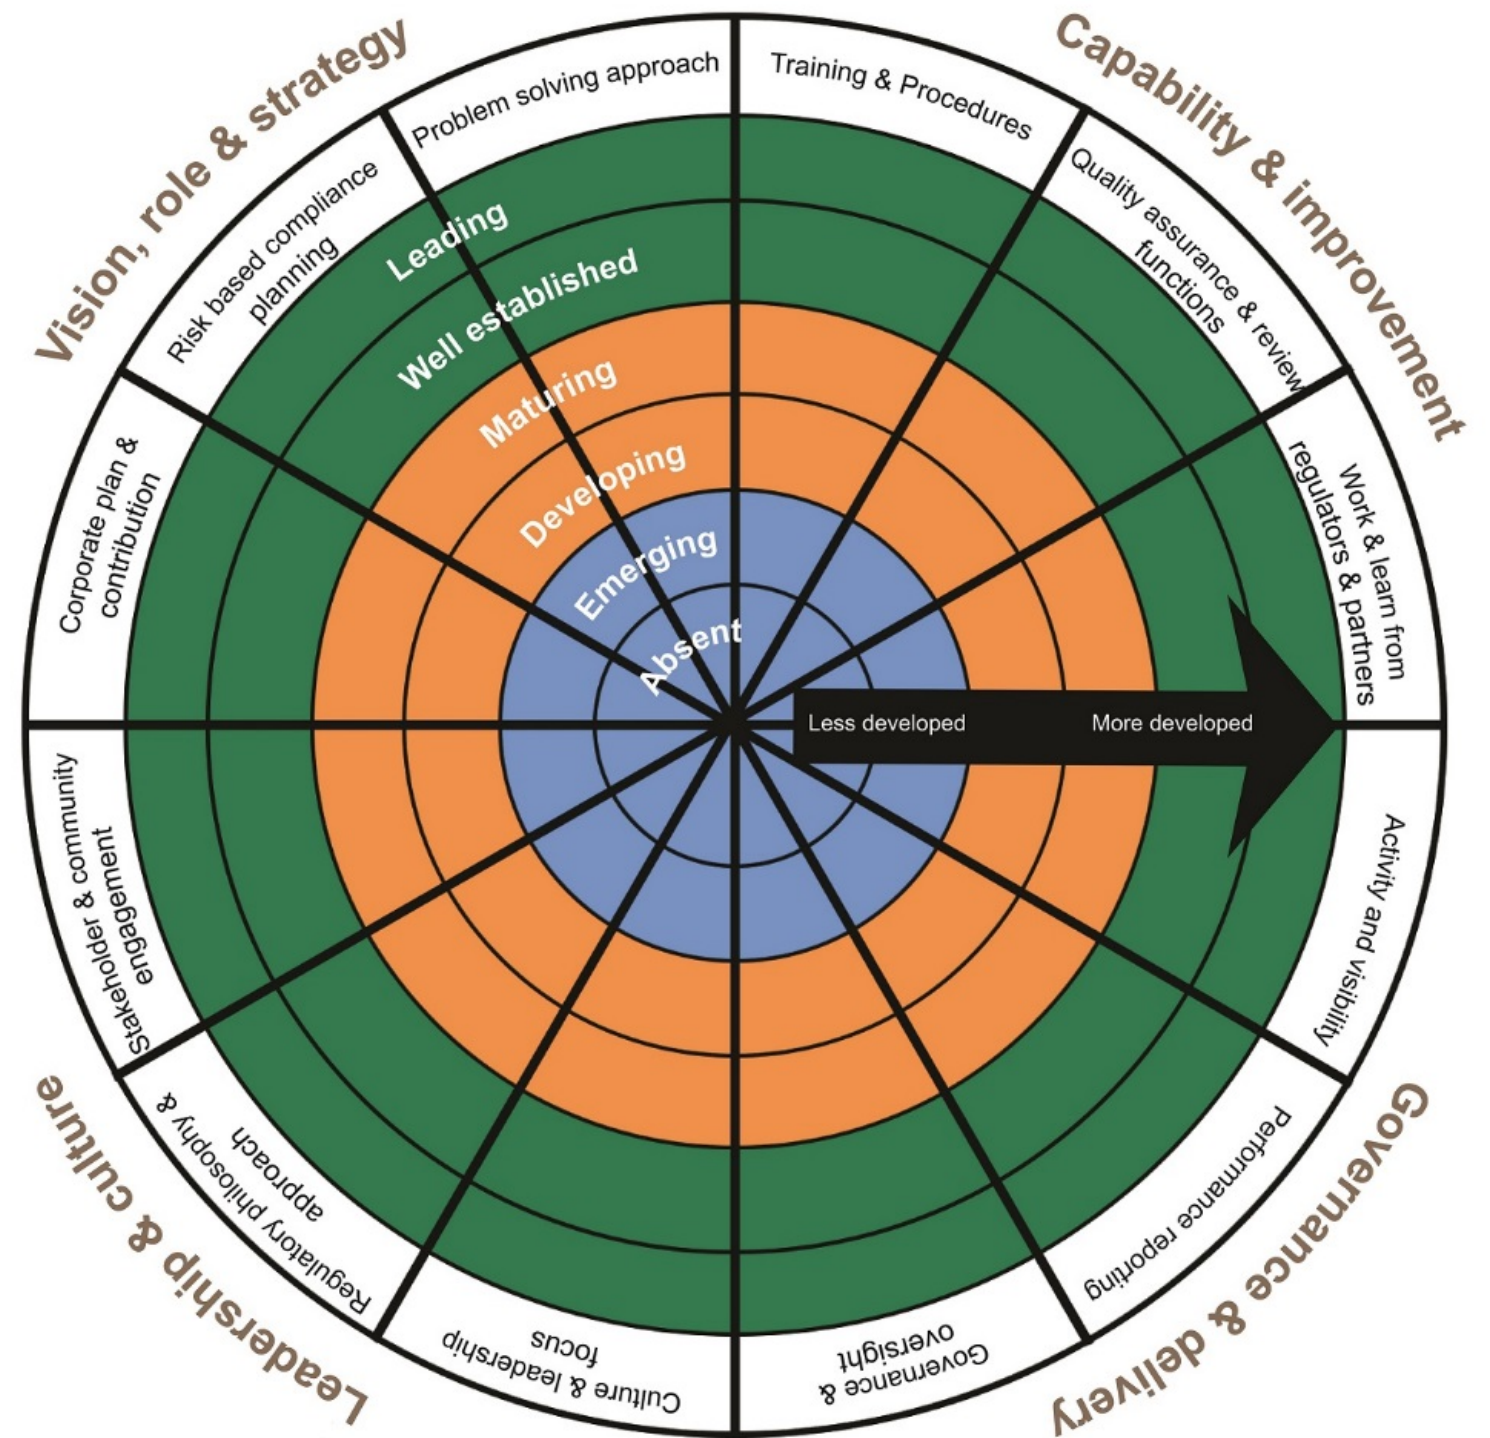 Vision, role & strategy
Capability & improvement
Governance & delivery
Leadership & culture
Problem solving approach
Training & Procedures
Quality assurance & review
functions
Work & learn from
regulators & partners
Activity and visibility
Performance reporting
Governance &
oversight
Culture & leadership
focus
Regulatory philosophy &
approach
Stakeholder & community
engagement
Corporate plan &
contribution
Risk based compliance
planning
Leading
Well established
Maturing
Developing
Emerging
Absent
Less developed
More developed